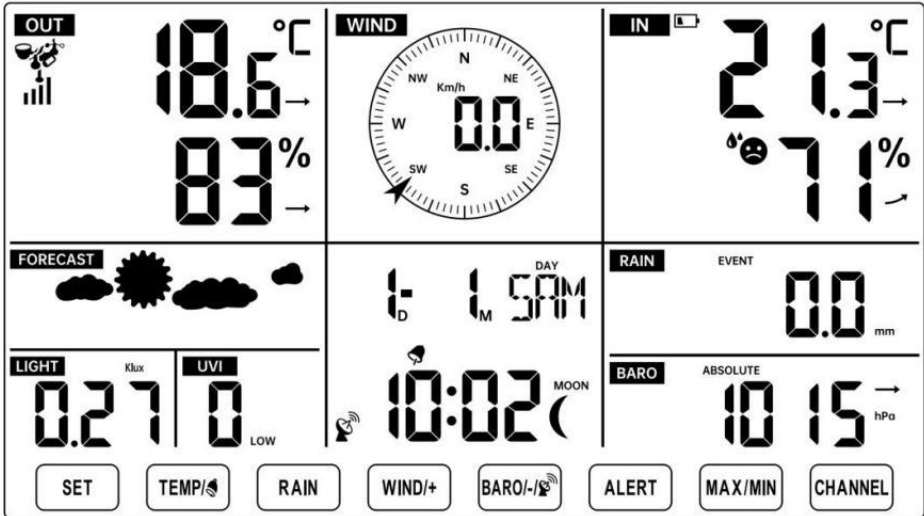 OUT
18.6 °C
83 %
WIND
N
NW NE
Km/h
W 0.0 E
SW SE
S
IN
21.3 °C
71 %
FORECAST
DAY
1 D - 1 M SAM
RAIN EVENT
0.0 mm
LIGHT Klux
0.27
UVI
0 LOW
10:02 MOON
BARO ABSOLUTE
1015 hPa
SET TEMP/ RAIN WIND/+ BARO/-/ ALERT MAX/MIN CHANNEL